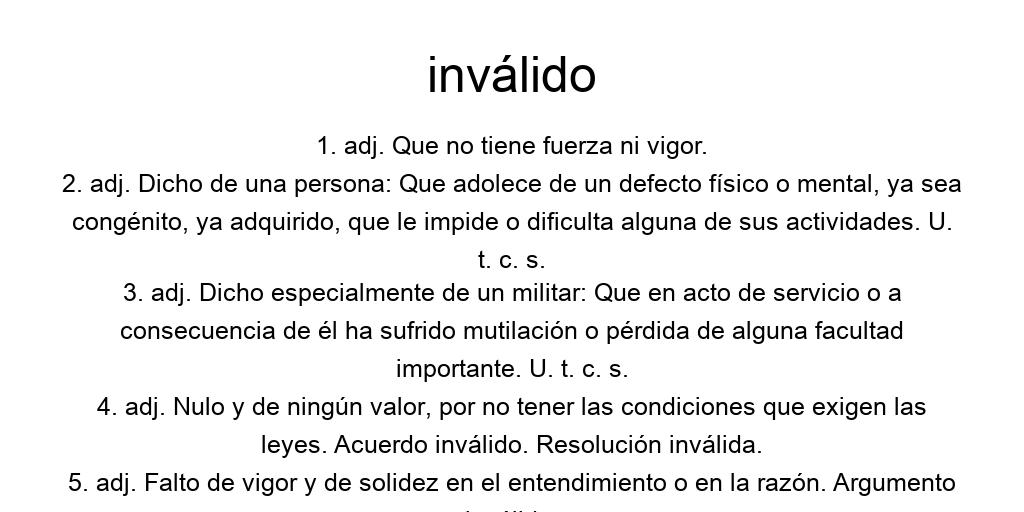 inválido
1. adj. Que no tiene fuerza ni vigor.
2. adj. Dicho de una persona: Que adolece de un defecto físico o mental, ya sea
congénito, ya adquirido, que le impide o dificulta alguna de sus actividades. U.
t. c. s.
3. adj. Dicho especialmente de un militar: Que en acto de servicio o a
consecuencia de él ha sufrido mutilación o pérdida de alguna facultad
importante. U. t. c. s.
4. adj. Nulo y de ningún valor, por no tener las condiciones que exigen las
leyes. Acuerdo inválido. Resolución inválida.
5. adj. Falto de vigor y de solidez en el entendimiento o en la razón. Argumento